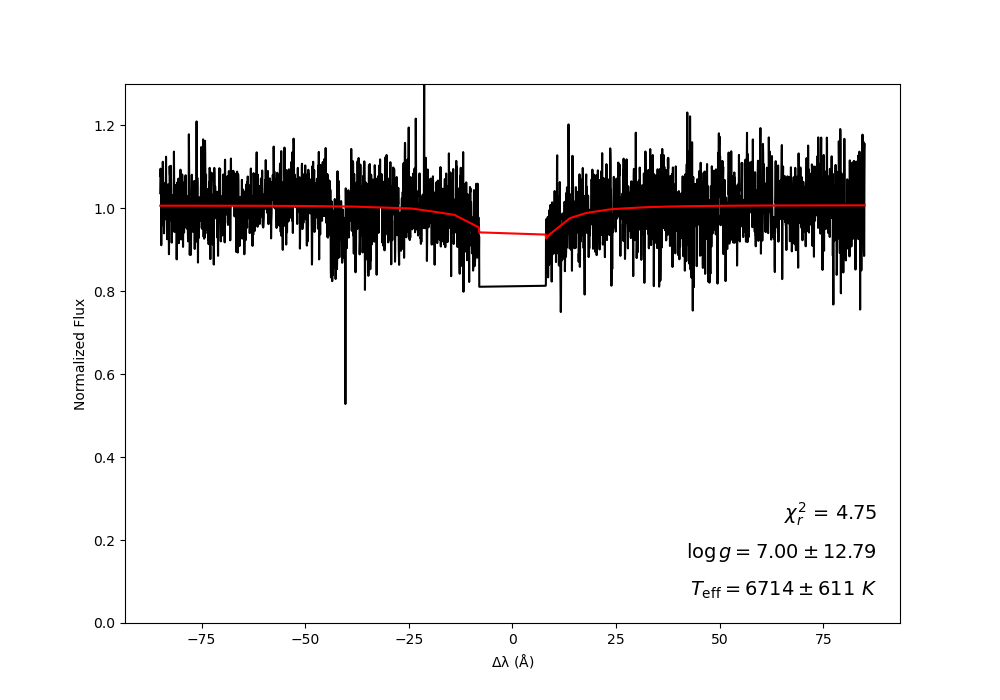 1.2
1.0
0.8
0.6
0.4
0.2
0.0
Normalized Flux
χ²ᵣ = 4.75
log g = 7.00 ± 12.79
T_eff = 6714 ± 611 K
−75
−50
−25
0
25
50
75
Δλ (Å)